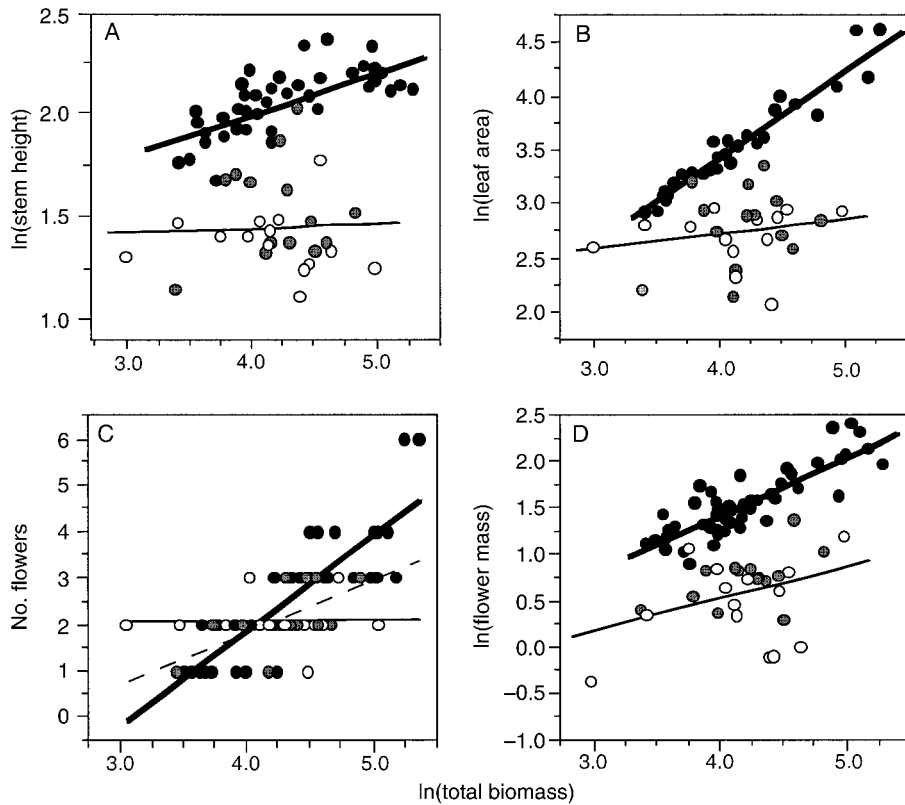 A
ln(stem height)
2.5
2.0
1.5
1.0
3.0 4.0 5.0
B
ln(leaf area)
4.5
4.0
3.5
3.0
2.5
2.0
3.0 4.0 5.0
C
No. flowers
6
5
4
3
2
1
0
3.0 4.0 5.0
D
ln(flower mass)
2.5
2.0
1.5
1.0
0.5
0.0
−0.5
−1.0
3.0 4.0 5.0
ln(total biomass)